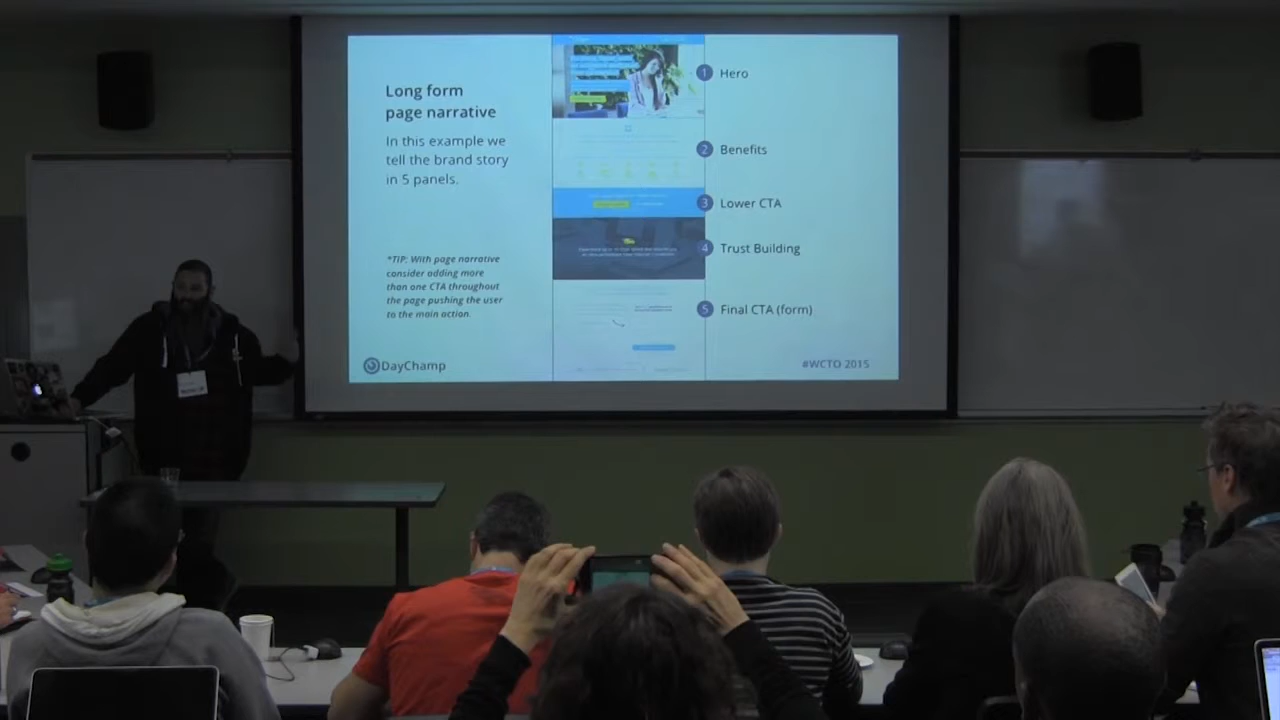 Long form
page narrative
In this example we
tell the brand story
in 5 panels.
*TIP: With page narrative
consider adding more
than one CTA throughout
the page pushing the user
to the main action.
DayChamp
1 Hero
2 Benefits
3 Lower CTA
4 Trust Building
5 Final CTA (form)
#WCTO 2015